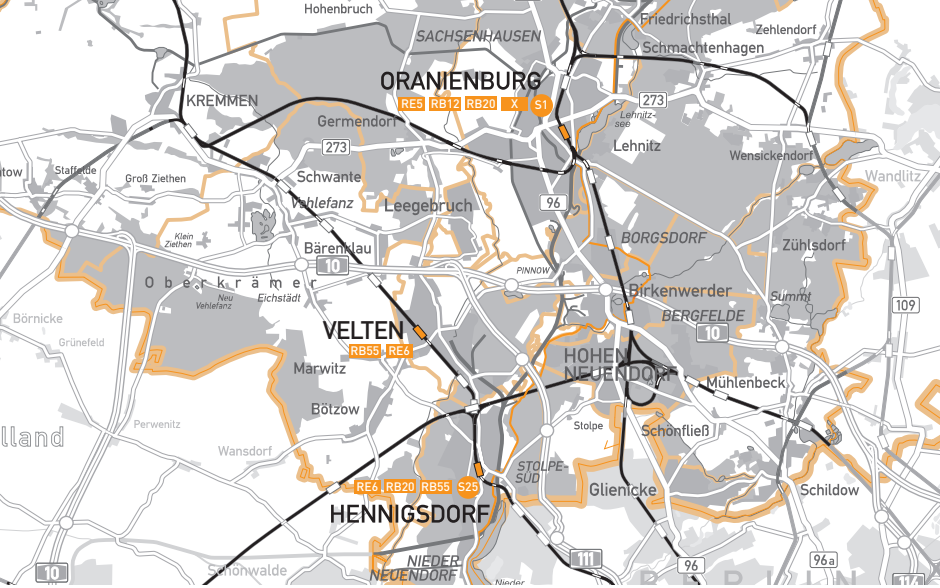 Hohenbruch
Friedrichsthal
SACHSENHAUSEN
Zehlendorf
Schmachtenhagen
ORANIENBURG
KREMMEN
RE5 RB12 RB20 X S1
273
Germendorf
Lehnitz-
see
Lehnitz
273
Wensickendorf
Staffelde
Groß Ziethen
Schwante
Wandlitz
Vehlefanz
Leegebruch
96
Klein
Ziethen
BORGSDORF
Zühlsdorf
Bärenklau
10
PINNOW
Oberkrämer
Neu
Vehlefanz
Eichstädt
Birkenwerder
Summt
109
Börnicke
BERGFELDE
VELTEN
10
Grünefeld
RB55 RE6
HOHEN
NEUENDORF
Marwitz
Mühlenbeck
Bölzow
Perwenitz
Stolpe
Schönfließ
lland
Wansdorf
STOLPE-
SÜD
RE6 RB20 RB55 S25
Glienicke
Schildow
HENNIGSDORF
NIEDER
NEUENDORF
111
96
96a
10
Schönwalde
Nieder